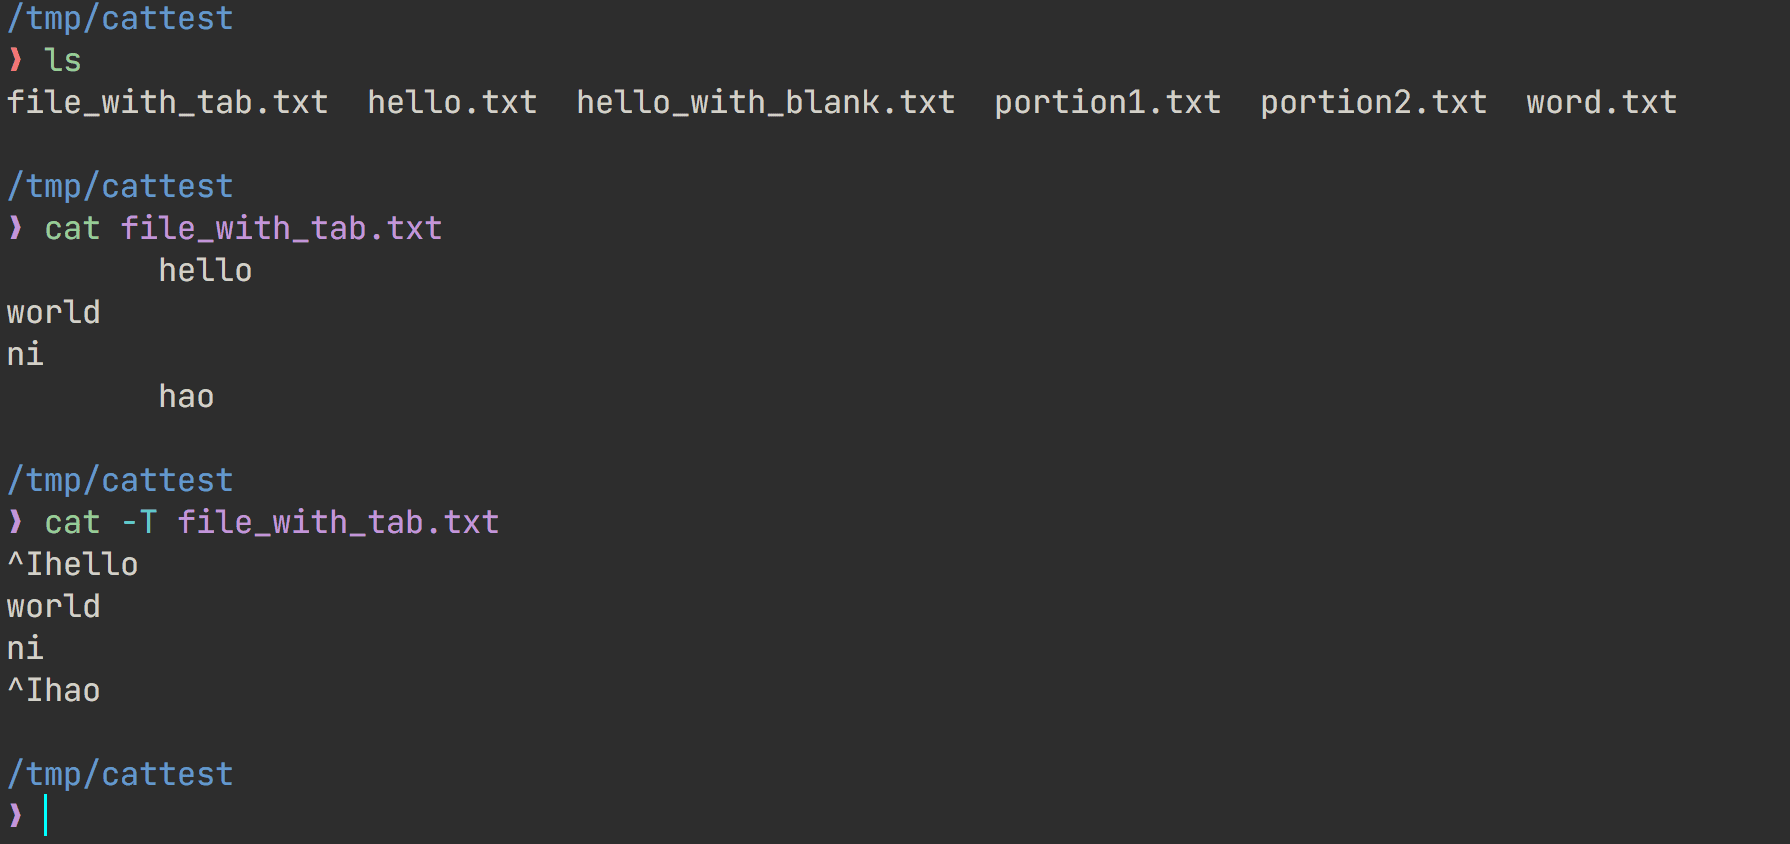 /tmp/cattest
❯ ls
file_with_tab.txt  hello.txt  hello_with_blank.txt  portion1.txt  portion2.txt  word.txt

/tmp/cattest
❯ cat file_with_tab.txt
        hello
world
ni
        hao

/tmp/cattest
❯ cat -T file_with_tab.txt
^Ihello
world
ni
^Ihao

/tmp/cattest
❯